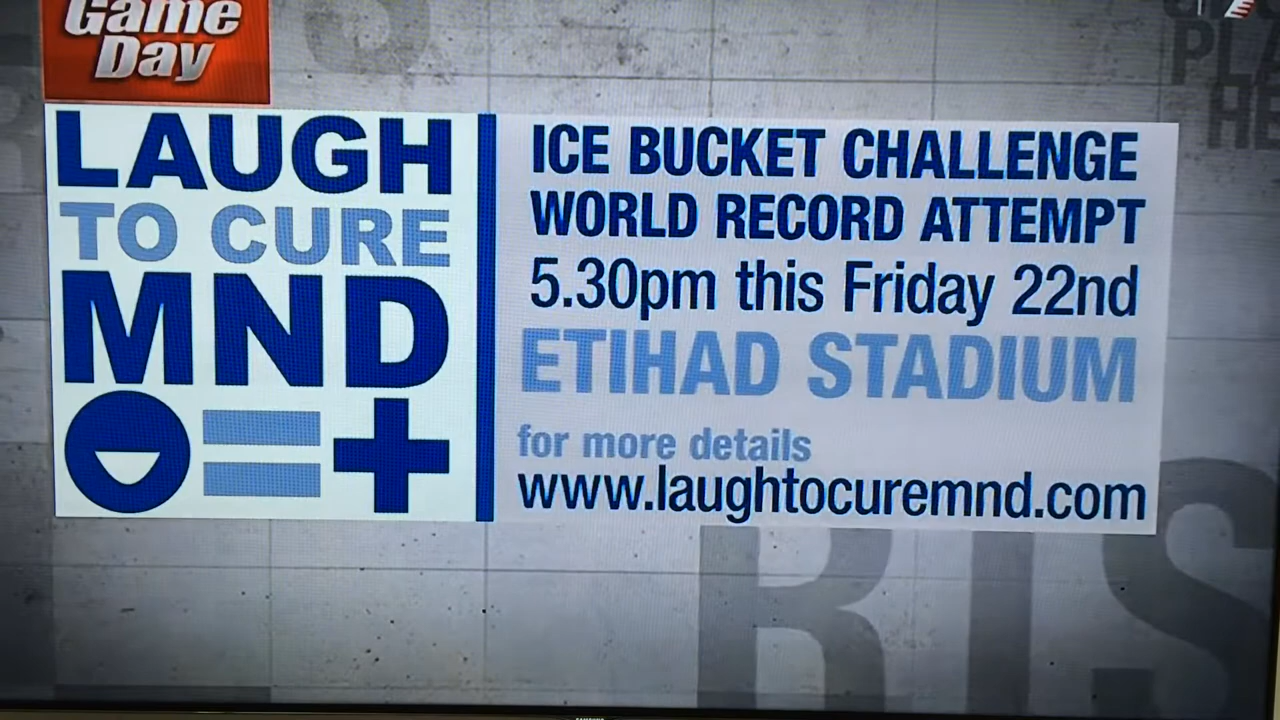 Game
Day
LAUGH
TO CURE
MND
ICE BUCKET CHALLENGE
WORLD RECORD ATTEMPT
5.30pm this Friday 22nd
ETIHAD STADIUM
for more details
www.laughtocuremnd.com